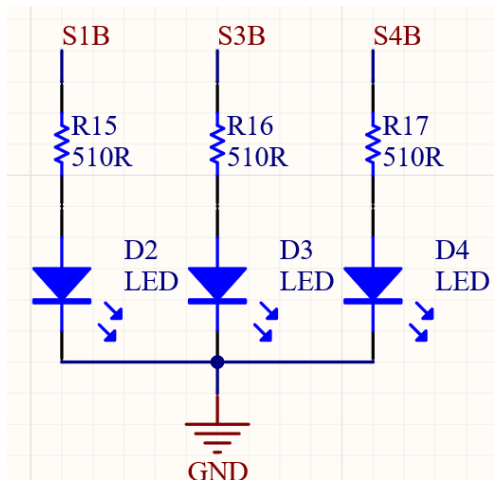 S1B
S3B
S4B
R15
510R
R16
510R
R17
510R
D2
LED
D3
LED
D4
LED
GND